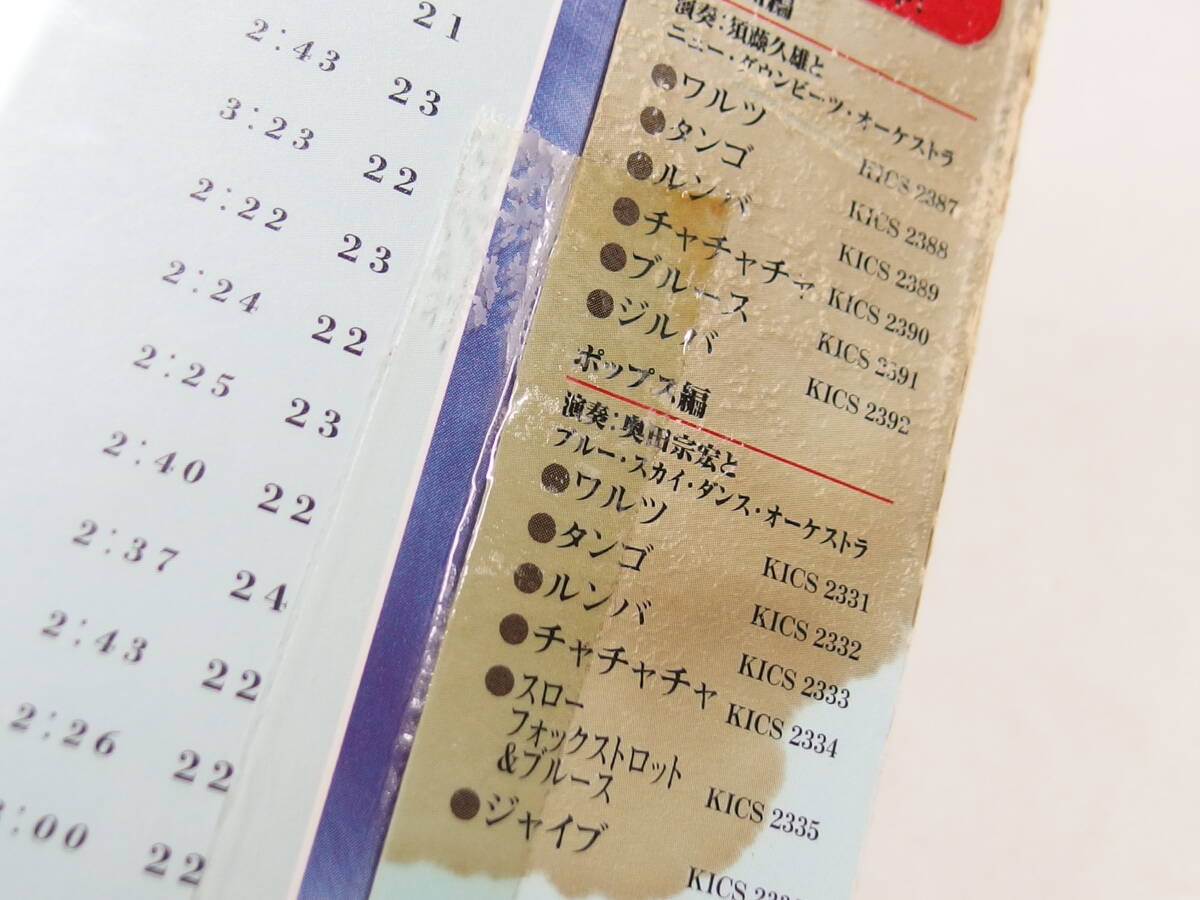 21
2:43 23
3:23 22
2:22 23
2:24 22
2:25 23
2:40 22
2:37 24
2:43 22
2:26 22
:00 22
演奏:須藤久雄と
ニュー・ダウンビーツ・オーケストラ
●ワルツ KICS 2387
●タンゴ KICS 2388
●ルンバ KICS 2389
●チャチャチャ KICS 2390
●ブルース KICS 2391
●ジルバ KICS 2392
ポップス編
演奏:奥田宗宏と
ブルー・スカイ・ダンス・オーケストラ
●ワルツ KICS 2331
●タンゴ KICS 2332
●ルンバ KICS 2333
●チャチャチャ KICS 2334
●スロー
フォックストロット
&ブルース KICS 2335
●ジャイブ KICS